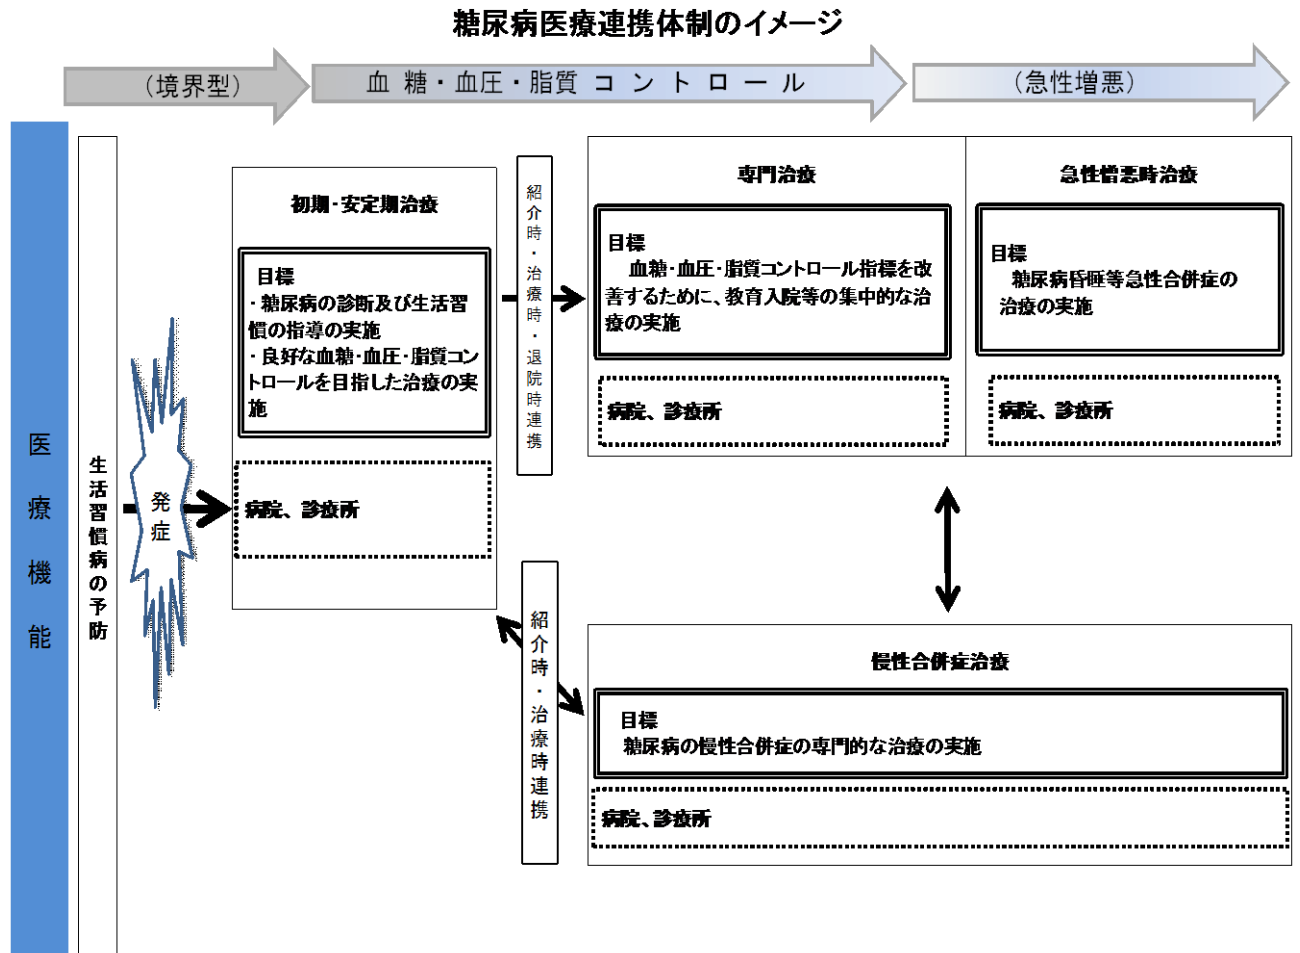 糖尿病医療連携体制のイメージ
（境界型）
血 糖・血圧・脂質 コ ン ト ロ ー ル
（急性増悪）
医療機能
生活習慣病の予防
発症
初期・安定期治療
目標
・糖尿病の診断及び生活習
慣の指導の実施
・良好な血糖・血圧・脂質コン
トロールを目指した治療の実
施
病院、診療所
紹介時・治療時・退院時連携
専門治療
目標
血糖・血圧・脂質コントロール指標を改
善するために、教育入院等の集中的な治
療の実施
病院、診療所
急性増悪時治療
目標
糖尿病昏睡等急性合併症の
治療の実施
病院、診療所
紹介時・治療時連携
慢性合併症治療
目標
糖尿病の慢性合併症の専門的な治療の実施
病院、診療所